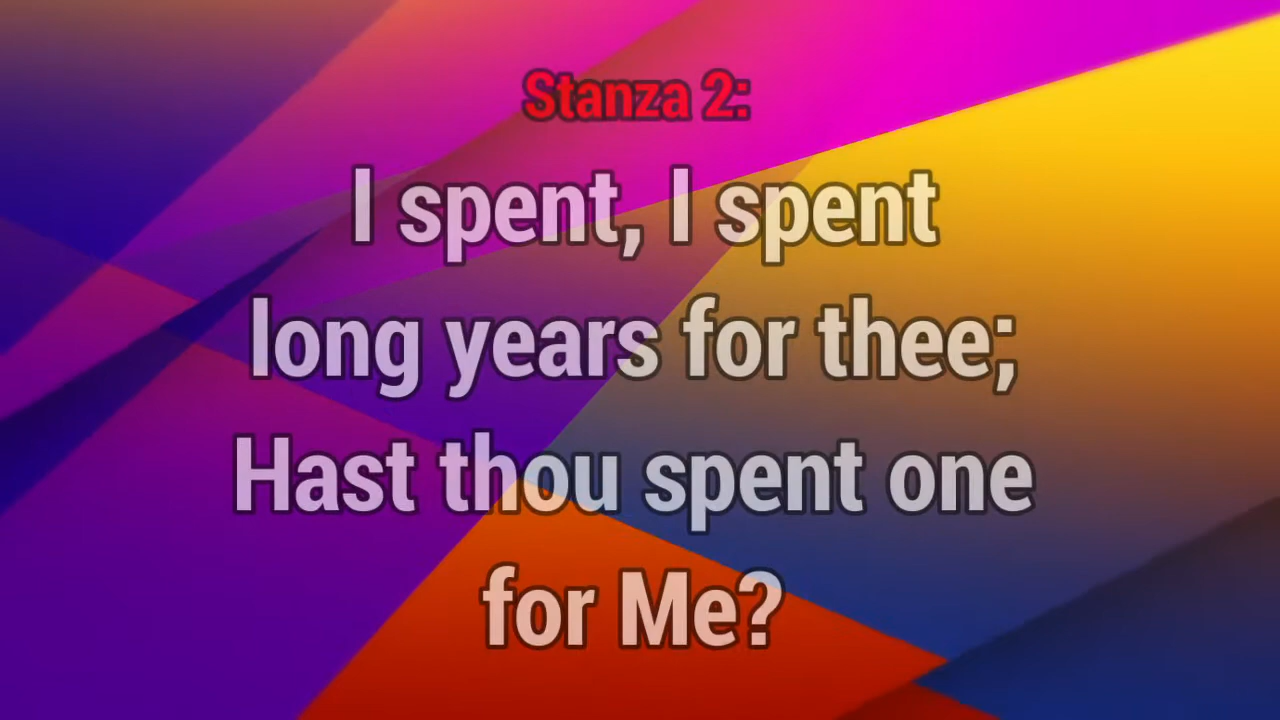 Stanza 2:
I spent, I spent
long years for thee;
Hast thou spent one
for Me?